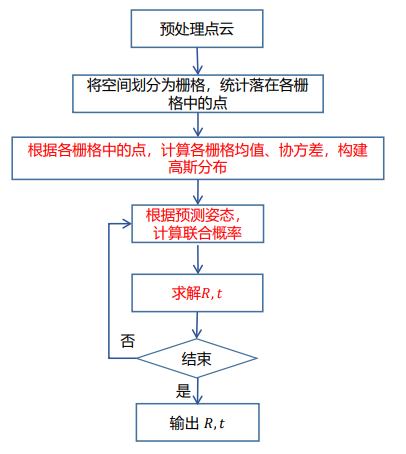 预处理点云
将空间划分为栅格，统计落在各栅
格中的点
根据各栅格中的点，计算各栅格均值、协方差，构建
高斯分布
根据预测姿态，
计算联合概率
求解R,t
否
结束
是
输出 R,t